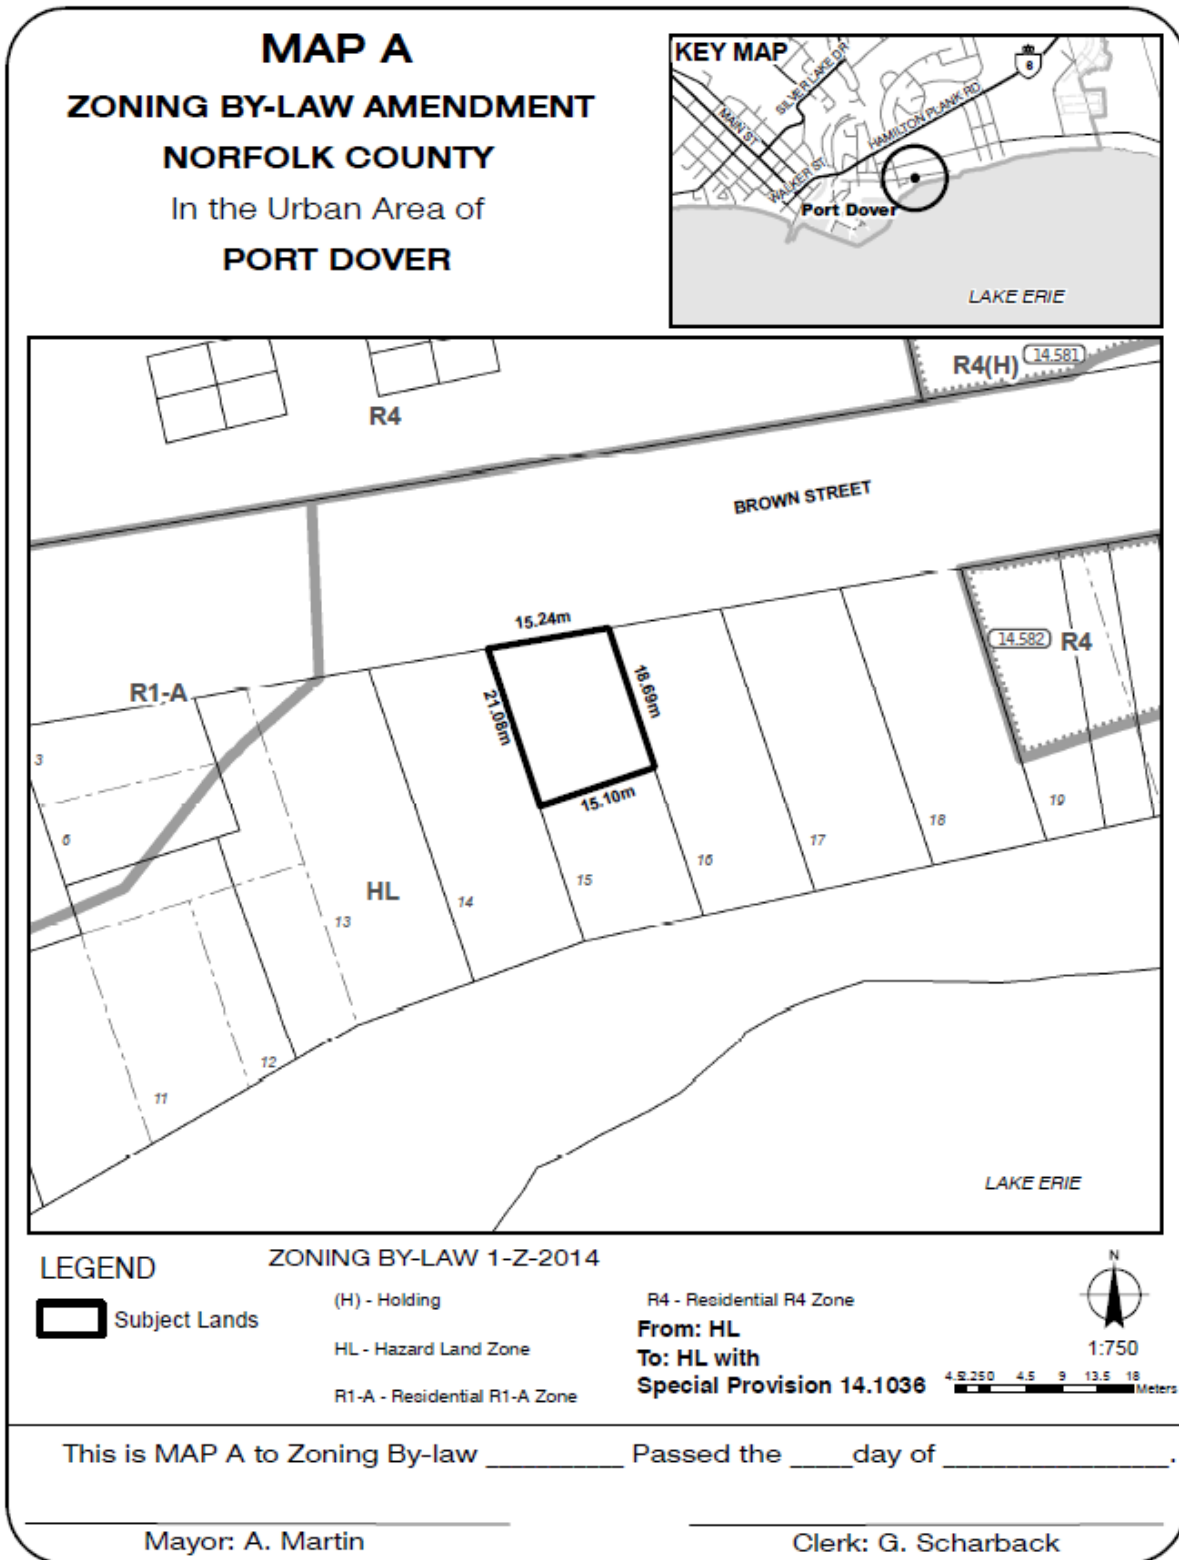 MAP A
ZONING BY-LAW AMENDMENT
NORFOLK COUNTY
In the Urban Area of
PORT DOVER
KEY MAP
SILVER LAKE DR
MAIN ST
HAMILTON PLANK RD
6
WALKER ST
Port Dover
LAKE ERIE
R4
R4(H)
14.581
BROWN STREET
14.582
R4
15.24m
18.69m
21.08m
15.10m
R1-A
3
6
HL
11
12
13
14
15
16
17
18
19
LAKE ERIE
LEGEND
Subject Lands
ZONING BY-LAW 1-Z-2014
(H) - Holding
HL - Hazard Land Zone
R1-A - Residential R1-A Zone
R4 - Residential R4 Zone
From: HL
To: HL with
Special Provision 14.1036
N
1:750
4.5 2.25 0 4.5 9 13.5 18
Meters
This is MAP A to Zoning By-law __________ Passed the ____day of ________________.
Mayor: A. Martin
Clerk: G. Scharback